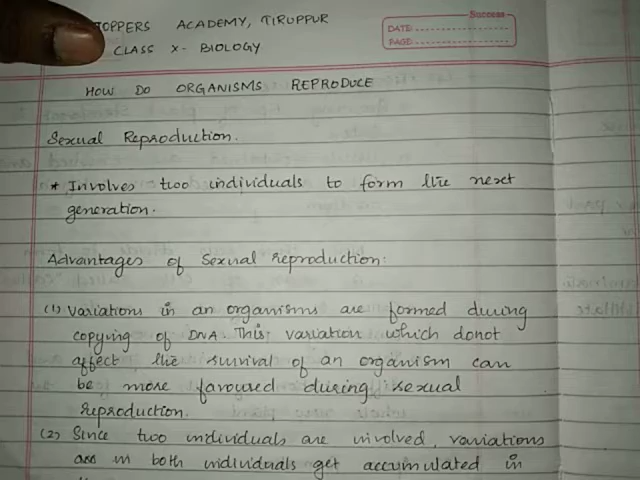 TOPPERS ACADEMY, TIRUPPUR
CLASS X - BIOLOGY
Success
DATE:
PAGE:
HOW DO ORGANISMS REPRODUCE
Sexual Reproduction.
* Involves two individuals to form the next
generation.
Advantages of Sexual reproduction:
(1) Variations in an organisms are formed during
copying of DNA. This variation which donot
affect the survival of an organism can
be more favoured during sexual
reproduction.
(2) Since two individuals are involved, variations
in both individuals get accumulated in